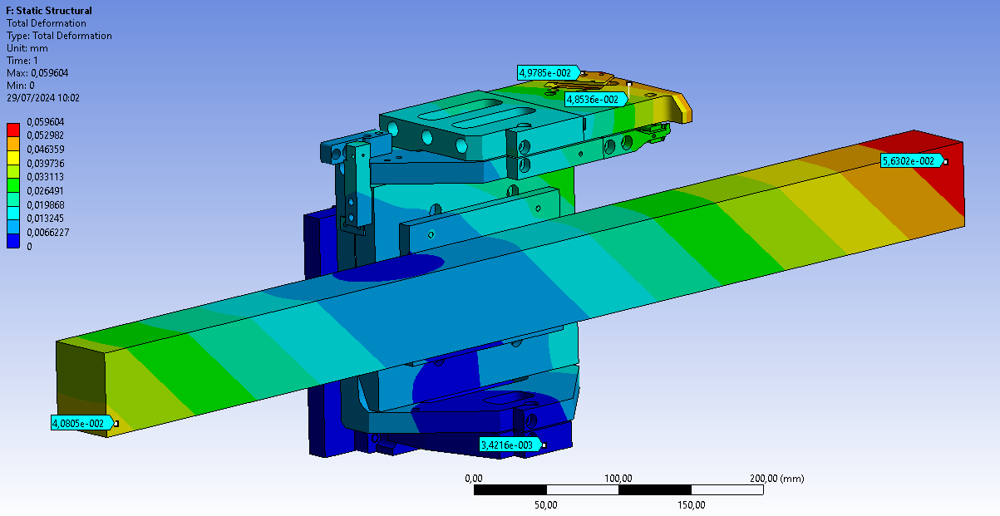 F: Static Structural
Total Deformation
Type: Total Deformation
Unit: mm
Time: 1
Max: 0,059604
Min: 0
29/07/2024 10:02
0,059604
0,052982
0,046359
0,039736
0,033113
0,026491
0,019868
0,013245
0,0066227
0
4,9785e-002
4,8536e-002
5,6302e-002
4,0805e-002
3,4216e-003
0,00 100,00 200,00 (mm)
50,00 150,00